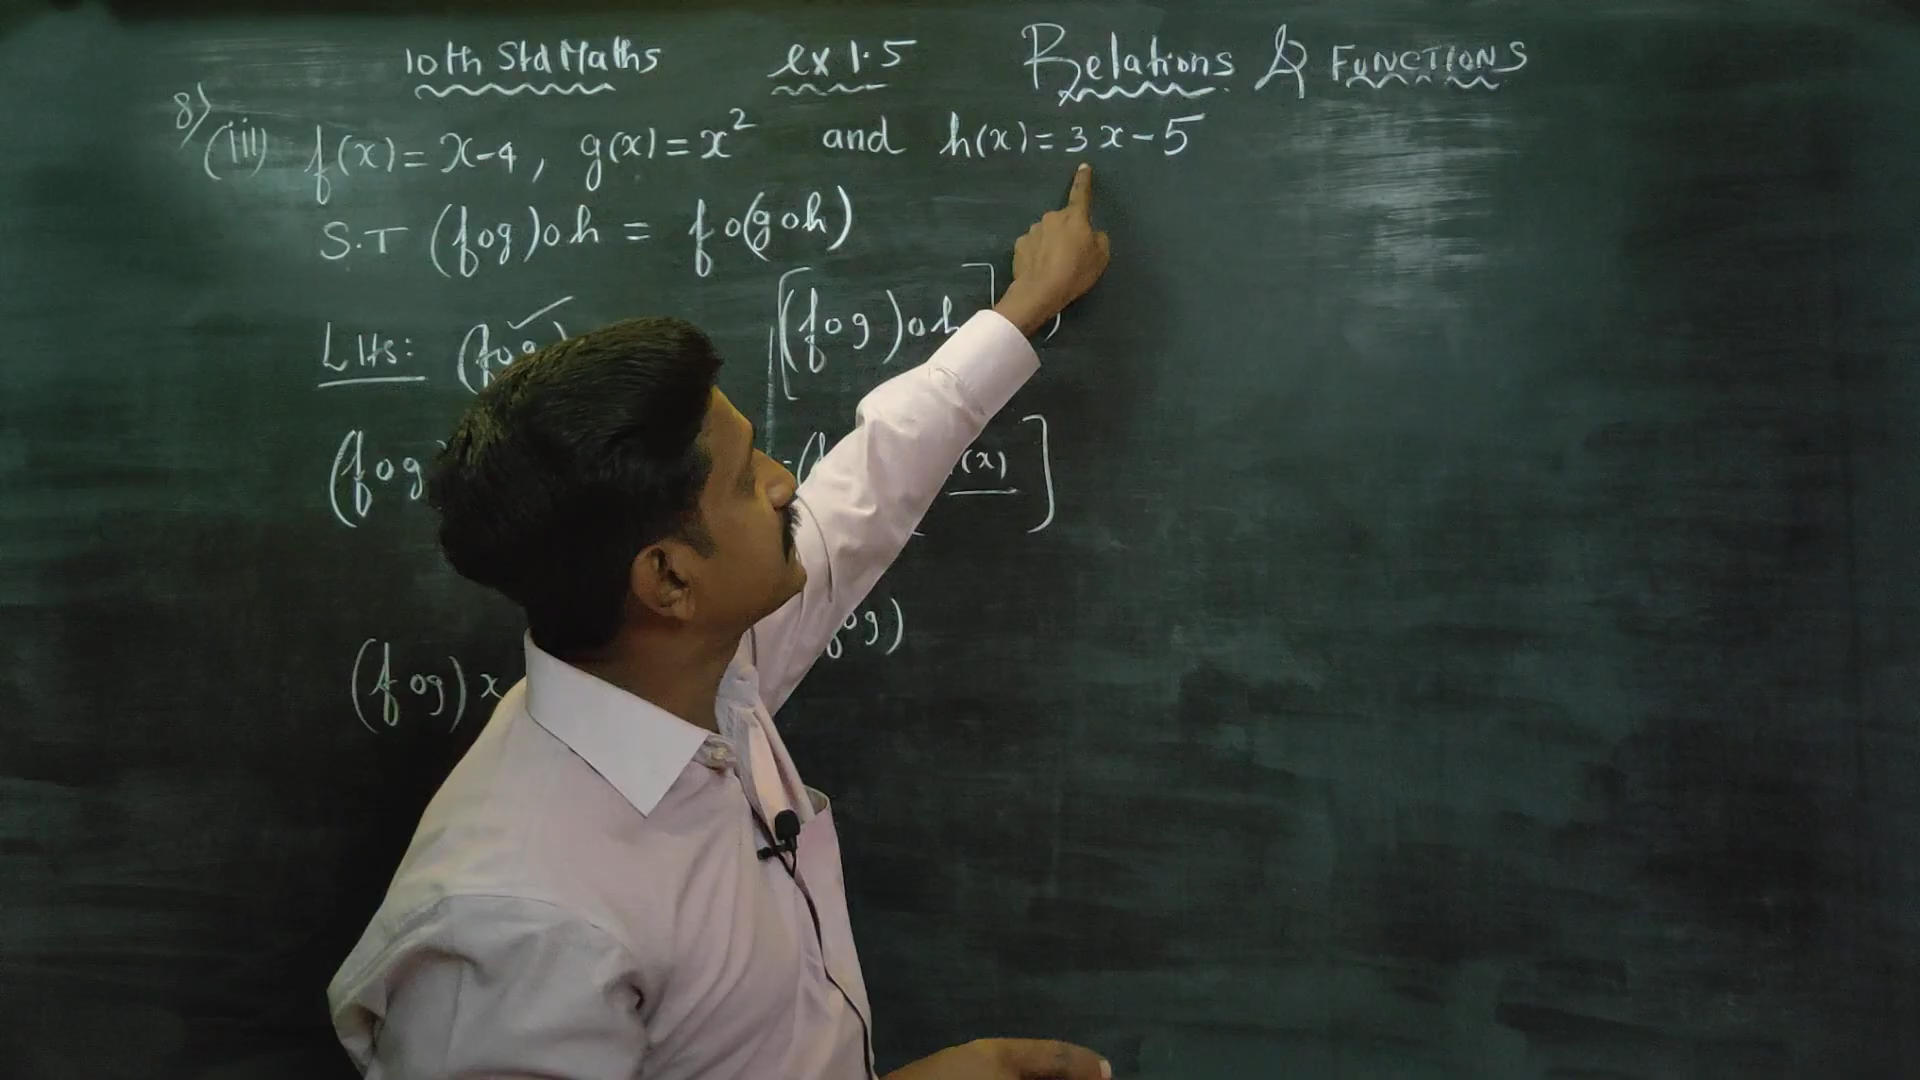 10th Std Maths ex 1.5 Relations & FUNCTIONS
8) (iii) f(x)=x-4, g(x)=x² and h(x)=3x-5
S.T (fog)oh = fo(goh)
LHS: (fog) [(fog)oh]
(fog (x)]
(fog)x og)